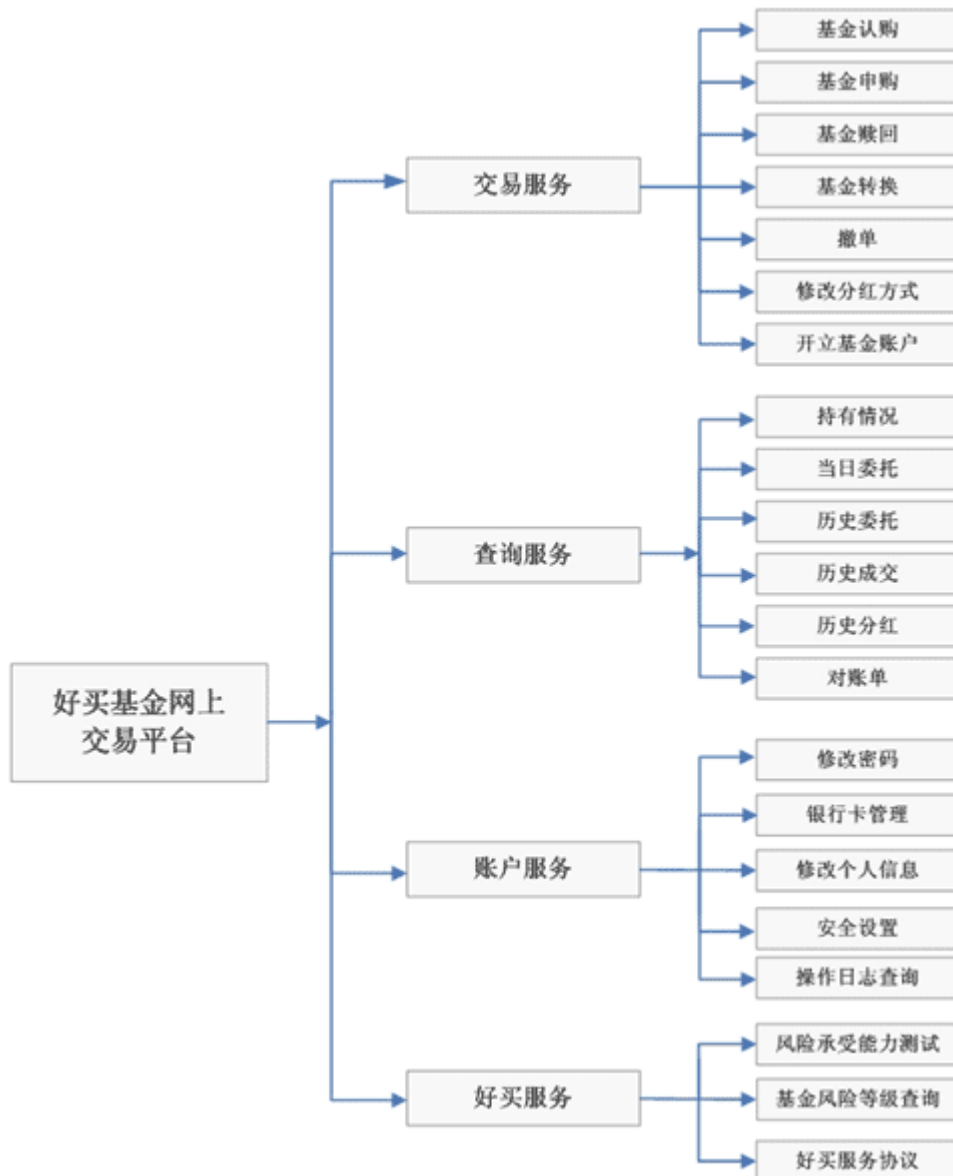 基金认购
基金申购
基金赎回
交易服务
基金转换
撤单
修改分红方式
开立基金账户
持有情况
当日委托
历史委托
查询服务
历史成交
历史分红
对账单
好买基金网上
交易平台
修改密码
银行卡管理
账户服务
修改个人信息
安全设置
操作日志查询
风险承受能力测试
好买服务
基金风险等级查询
好买服务协议